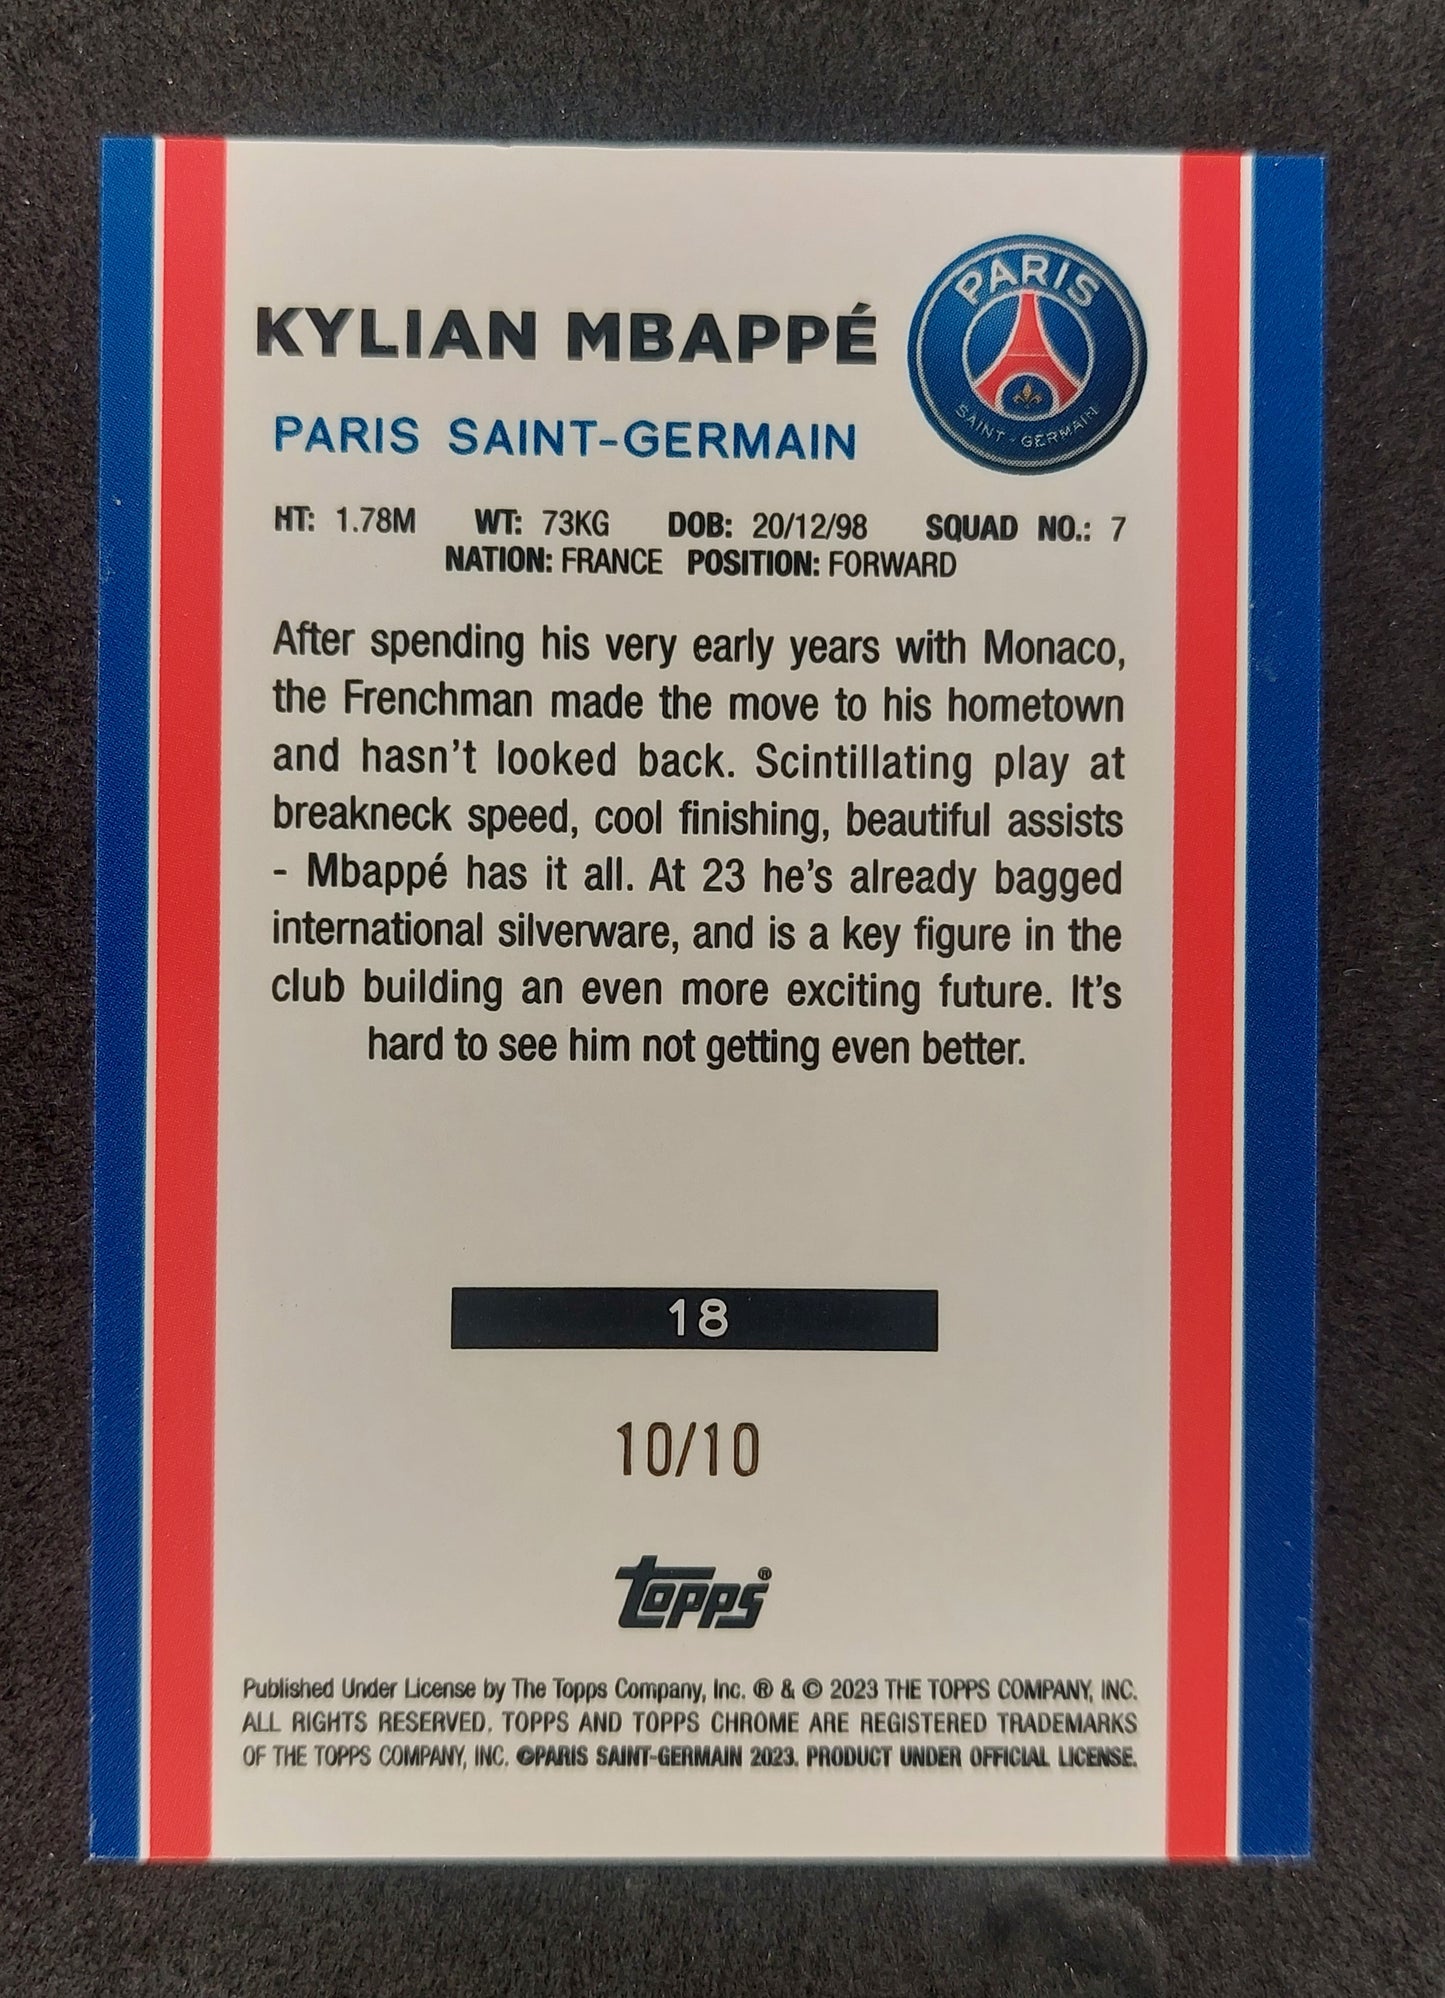 KYLIAN MBAPPÉ
PARIS
SAINT-GERMAIN
PARIS SAINT-GERMAIN
HT: 1.78M WT: 73KG DOB: 20/12/98 SQUAD NO.: 7
NATION: FRANCE POSITION: FORWARD
After spending his very early years with Monaco,
the Frenchman made the move to his hometown
and hasn't looked back. Scintillating play at
breakneck speed, cool finishing, beautiful assists
- Mbappé has it all. At 23 he's already bagged
international silverware, and is a key figure in the
club building an even more exciting future. It's
hard to see him not getting even better.
18
10/10
topps®
Published Under License by The Topps Company, Inc. ® & © 2023 THE TOPPS COMPANY, INC.
ALL RIGHTS RESERVED. TOPPS AND TOPPS CHROME ARE REGISTERED TRADEMARKS
OF THE TOPPS COMPANY, INC. ©PARIS SAINT-GERMAIN 2023. PRODUCT UNDER OFFICIAL LICENSE.